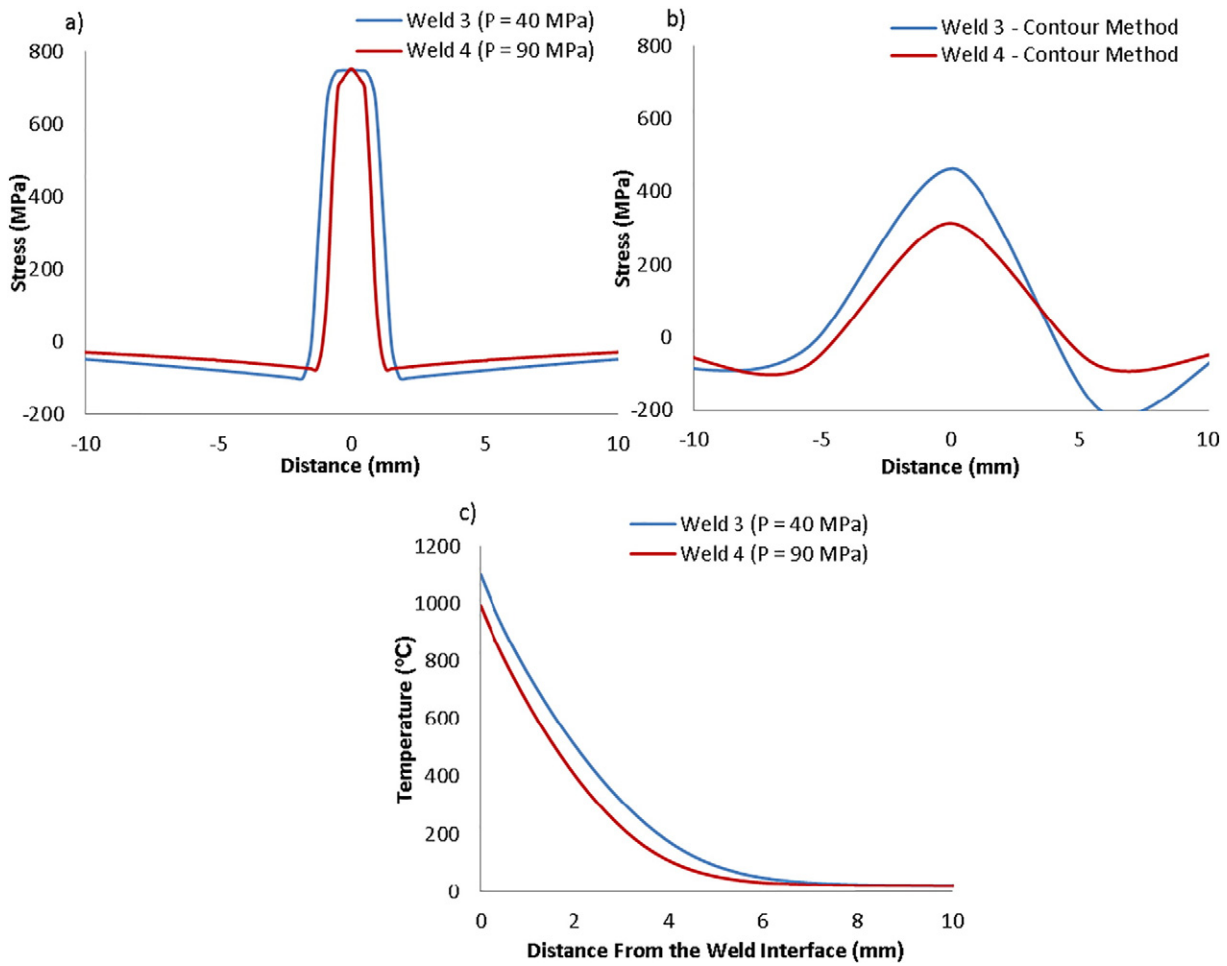 a)
Weld 3 (P = 40 MPa)
Weld 4 (P = 90 MPa)
800
600
400
200
0
-200
Stress (MPa)
-10
-5
0
5
10
Distance (mm)
b)
Weld 3 - Contour Method
Weld 4 - Contour Method
800
600
400
200
0
-200
Stress (MPa)
-10
-5
0
5
10
Distance (mm)
c)
Weld 3 (P = 40 MPa)
Weld 4 (P = 90 MPa)
1200
1000
800
600
400
200
0
Temperature (°C)
0
2
4
6
8
10
Distance From the Weld Interface (mm)